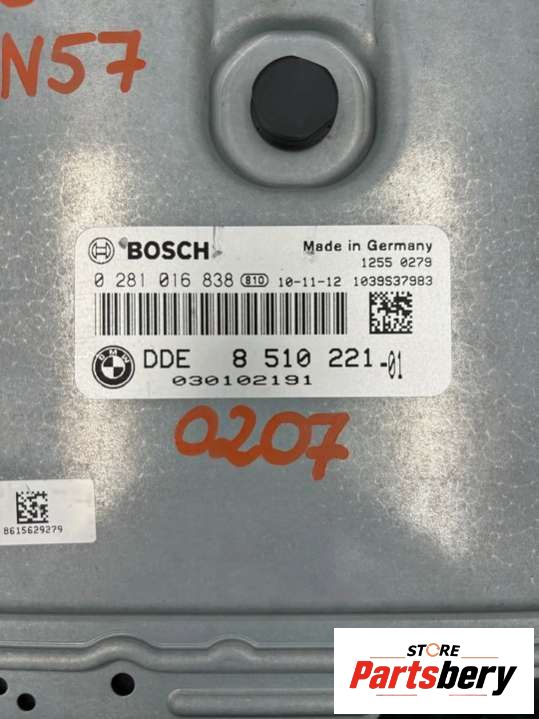 N57
BOSCH Made in Germany
1255 0279
0 281 016 838 810 10-11-12 1039S37983
BMW DDE 8 510 221-01
030102191
0207
8615629279
STORE
Partsbery